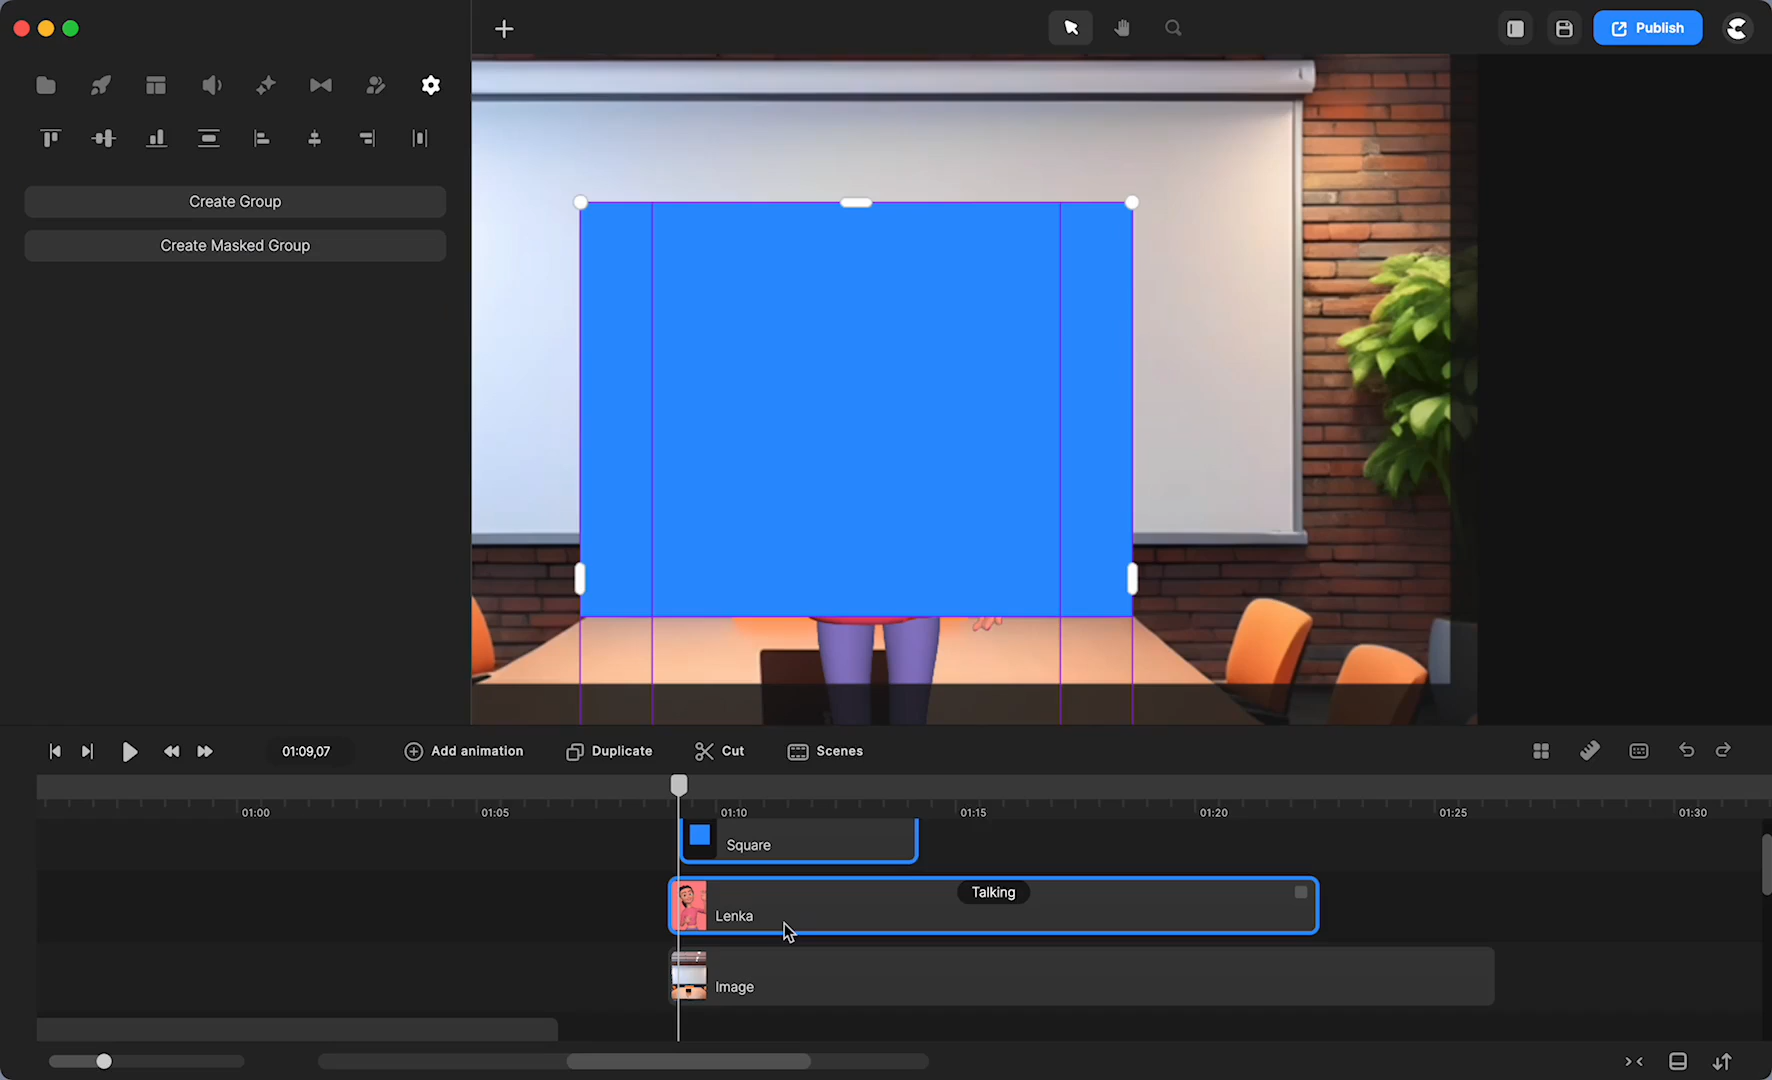 Publish
Create Group
Create Masked Group
01:09,07
Add animation
Duplicate
Cut
Scenes
01:00
01:05
01:10
01:15
01:20
01:25
01:30
Square
Talking
Lenka
Image